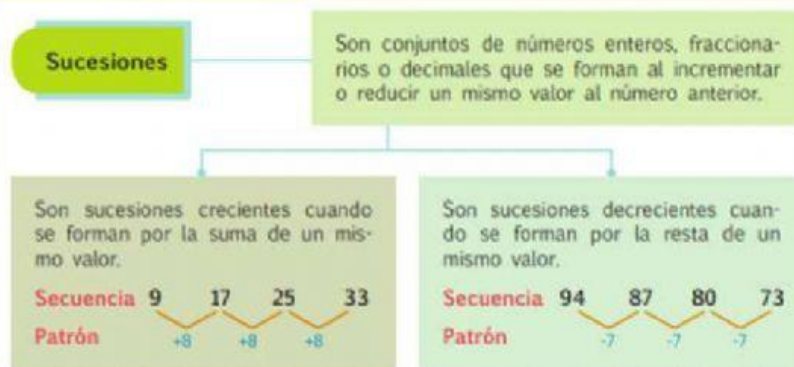 Sucesiones
Son conjuntos de números enteros, fracciona-
rios o decimales que se forman al incrementar
o reducir un mismo valor al número anterior.
Son sucesiones crecientes cuando
se forman por la suma de un mis-
mo valor.
Secuencia 9 17 25 33
Patrón +8 +8 +8
Son sucesiones decrecientes cuan-
do se forman por la resta de un
mismo valor.
Secuencia 94 87 80 73
Patrón -7 -7 -7